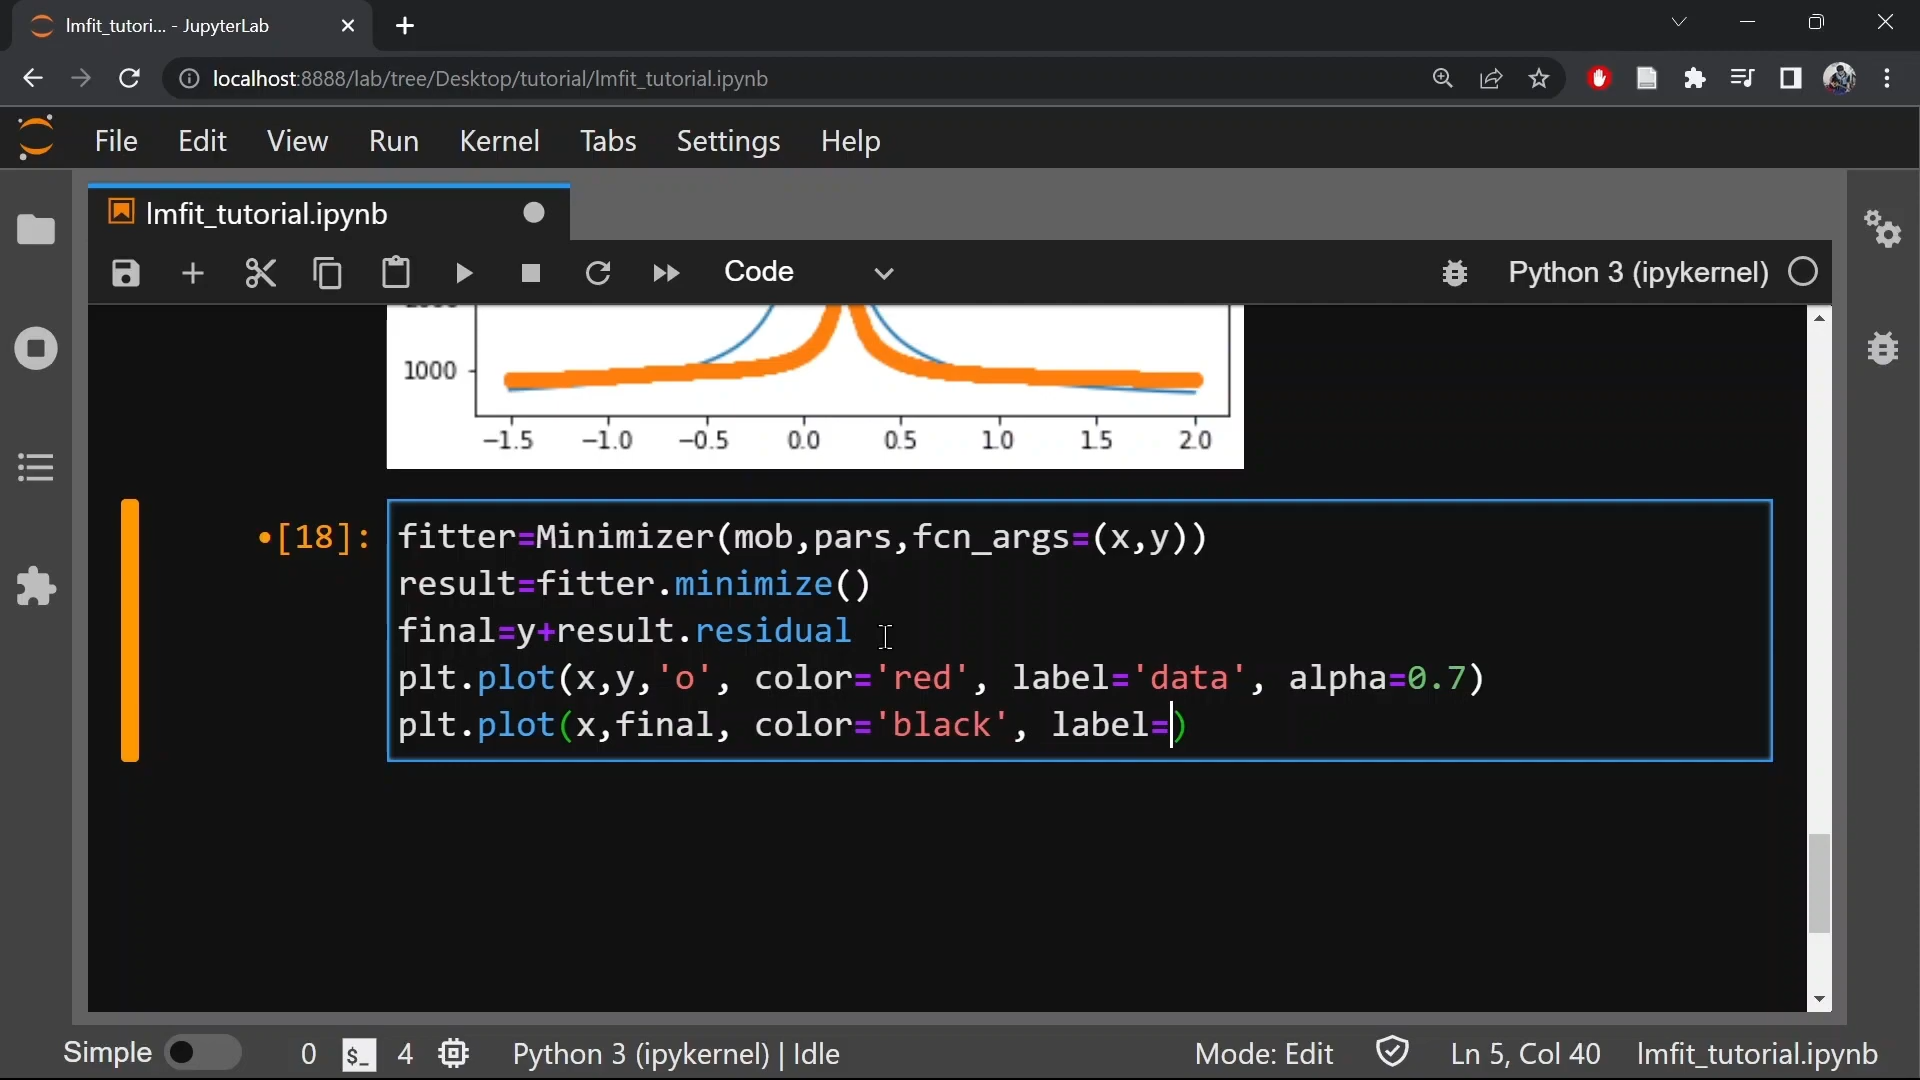 lmfit_tutori... - JupyterLab
localhost:8888/lab/tree/Desktop/tutorial/lmfit_tutorial.ipynb
File Edit View Run Kernel Tabs Settings Help
lmfit_tutorial.ipynb
Code
Python 3 (ipykernel)
1000
−1.5 −1.0 −0.5 0.0 0.5 1.0 1.5 2.0
•[18]: fitter=Minimizer(mob,pars,fcn_args=(x,y))
result=fitter.minimize()
final=y+result.residual
plt.plot(x,y,'o', color='red', label='data', alpha=0.7)
plt.plot(x,final, color='black', label=)
Simple 0 $_ 4 Python 3 (ipykernel) | Idle Mode: Edit Ln 5, Col 40 lmfit_tutorial.ipynb